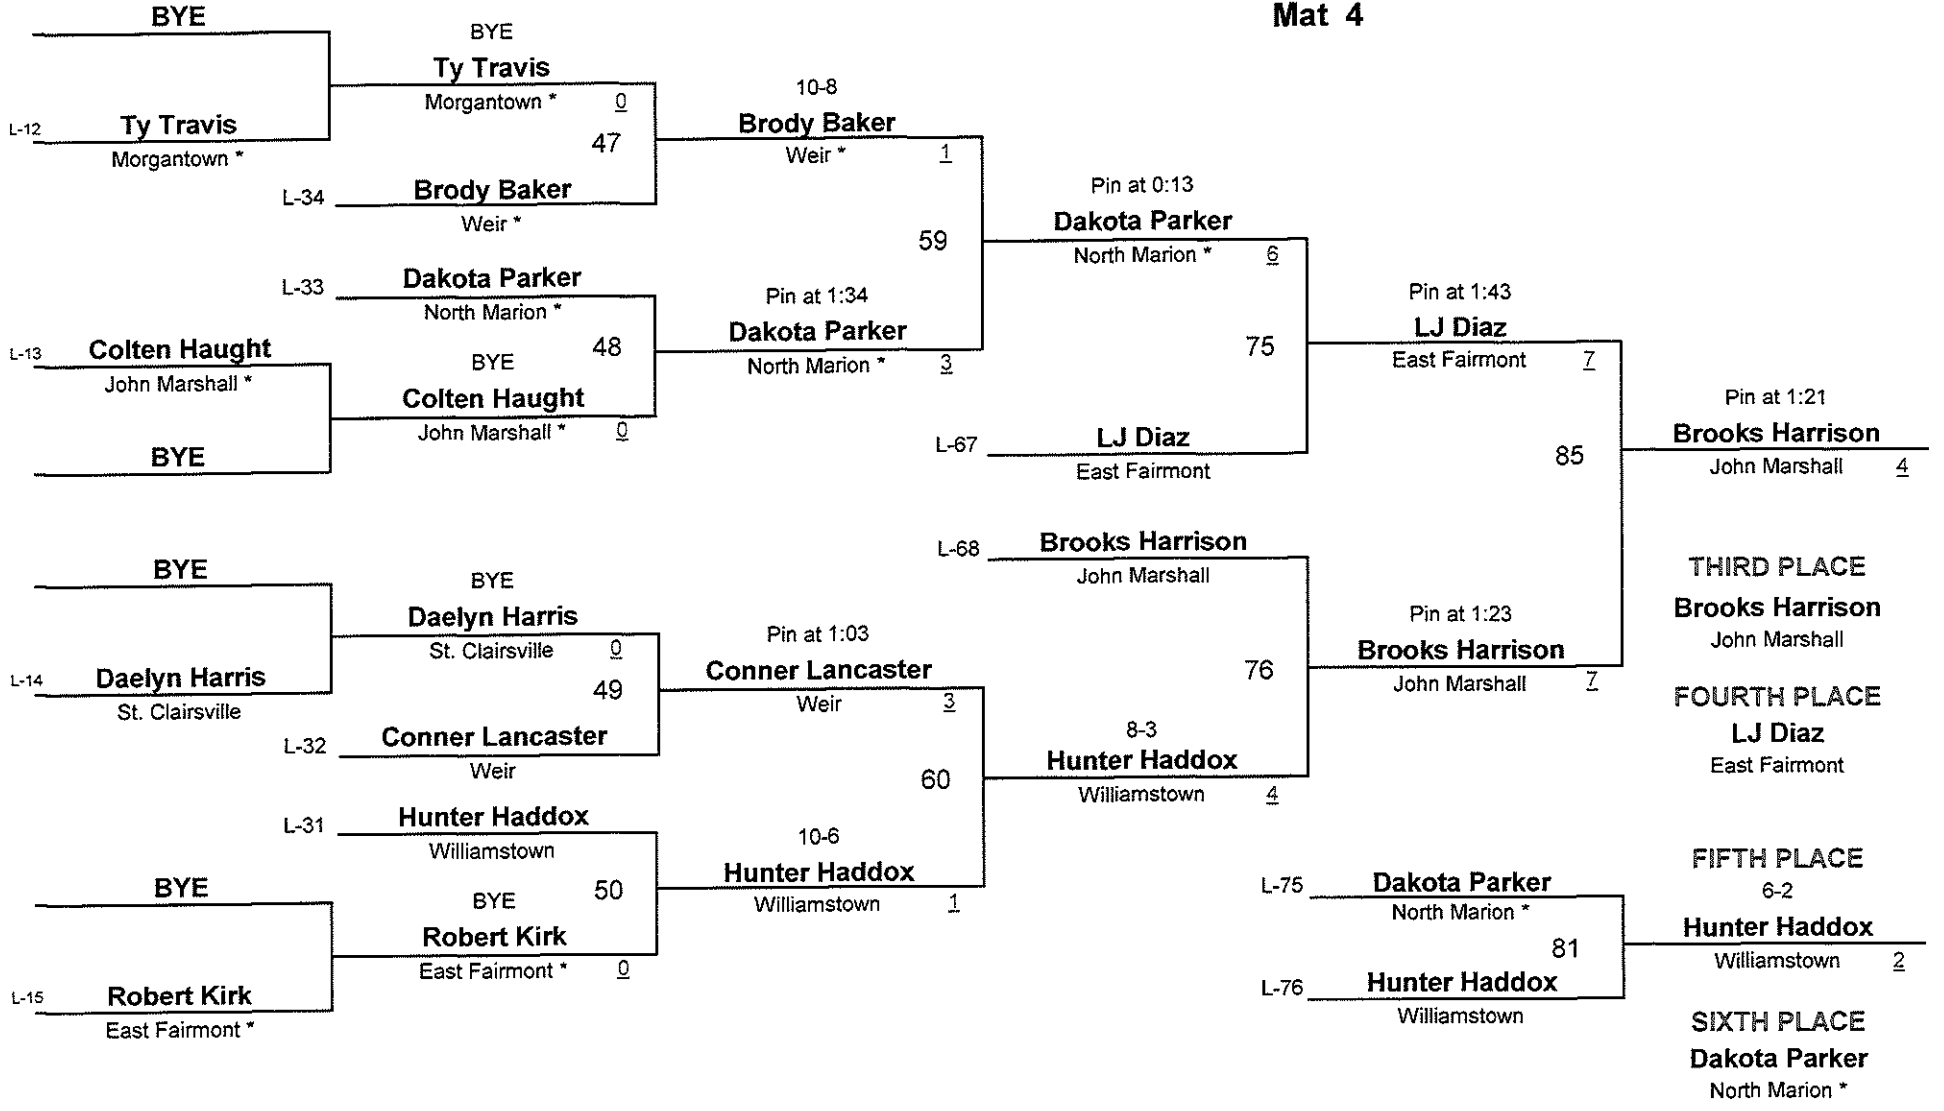 Mat 4
BYE
L-12 Ty Travis
Morgantown *
BYE
Ty Travis
Morgantown * 0
47
L-34 Brody Baker
Weir *
10-8
Brody Baker
Weir * 1
L-33 Dakota Parker
North Marion *
L-13 Colten Haught
John Marshall *
BYE
BYE
Colten Haught
John Marshall * 0
48
Pin at 1:34
Dakota Parker
North Marion * 3
59
Pin at 0:13
Dakota Parker
North Marion * 6
75
L-67 LJ Diaz
East Fairmont
Pin at 1:43
LJ Diaz
East Fairmont 7
85
Pin at 1:21
Brooks Harrison
John Marshall 4
BYE
L-14 Daelyn Harris
St. Clairsville
BYE
Daelyn Harris
St. Clairsville 0
49
L-32 Conner Lancaster
Weir
Pin at 1:03
Conner Lancaster
Weir 3
L-31 Hunter Haddox
Williamstown
BYE
L-15 Robert Kirk
East Fairmont *
BYE
Robert Kirk
East Fairmont * 0
50
10-6
Hunter Haddox
Williamstown 1
60
L-68 Brooks Harrison
John Marshall
8-3
Hunter Haddox
Williamstown 4
76
Pin at 1:23
Brooks Harrison
John Marshall 7
THIRD PLACE
Brooks Harrison
John Marshall
FOURTH PLACE
LJ Diaz
East Fairmont
L-75 Dakota Parker
North Marion *
81
L-76 Hunter Haddox
Williamstown
FIFTH PLACE
6-2
Hunter Haddox
Williamstown 2
SIXTH PLACE
Dakota Parker
North Marion *